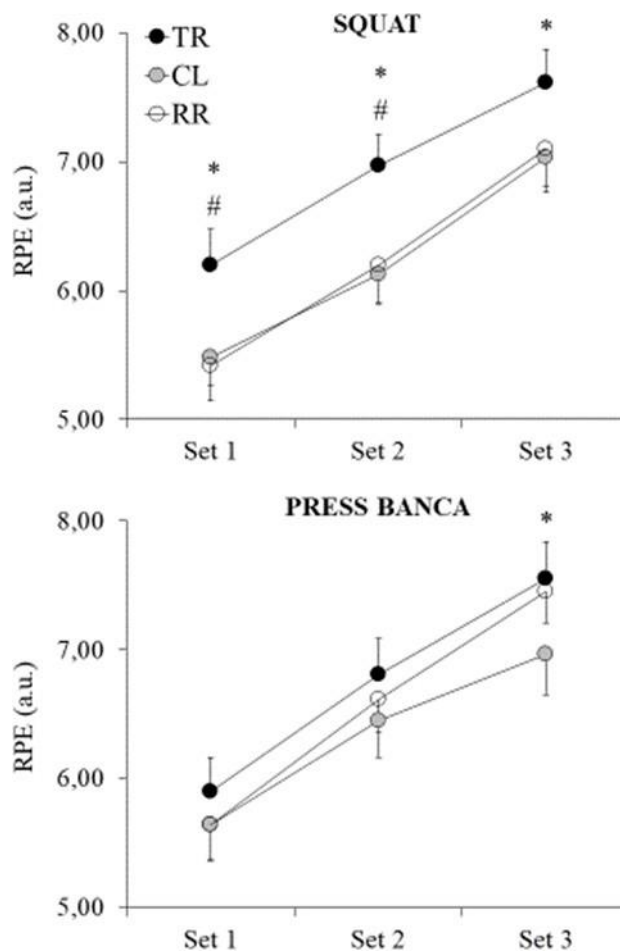 SQUAT
TR
CL
RR
*
#
*
#
*
RPE (a.u.)
8,00
7,00
6,00
5,00
Set 1 Set 2 Set 3
PRESS BANCA
*
RPE (a.u.)
8,00
7,00
6,00
5,00
Set 1 Set 2 Set 3